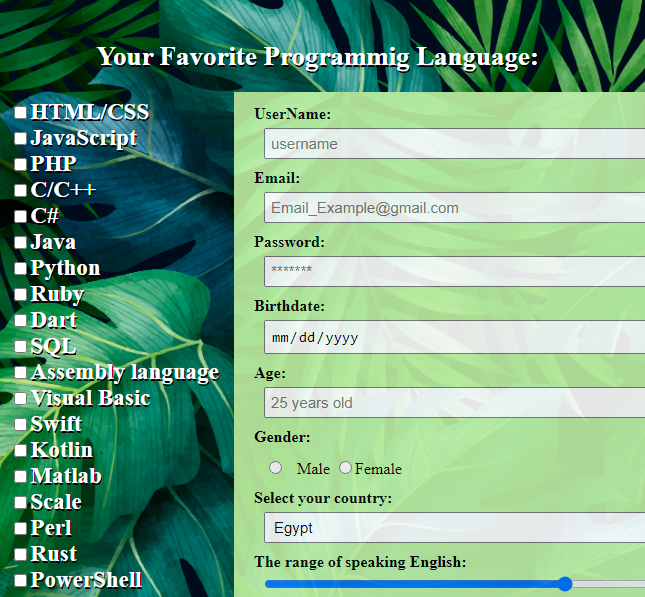 Your Favorite Programmig Language:
HTML/CSS
JavaScript
PHP
C/C++
C#
Java
Python
Ruby
Dart
SQL
Assembly language
Visual Basic
Swift
Kotlin
Matlab
Scale
Perl
Rust
PowerShell
UserName:
username
Email:
Email_Example@gmail.com
Password:
*******
Birthdate:
mm/dd/yyyy
Age:
25 years old
Gender:
Male Female
Select your country:
Egypt
The range of speaking English: